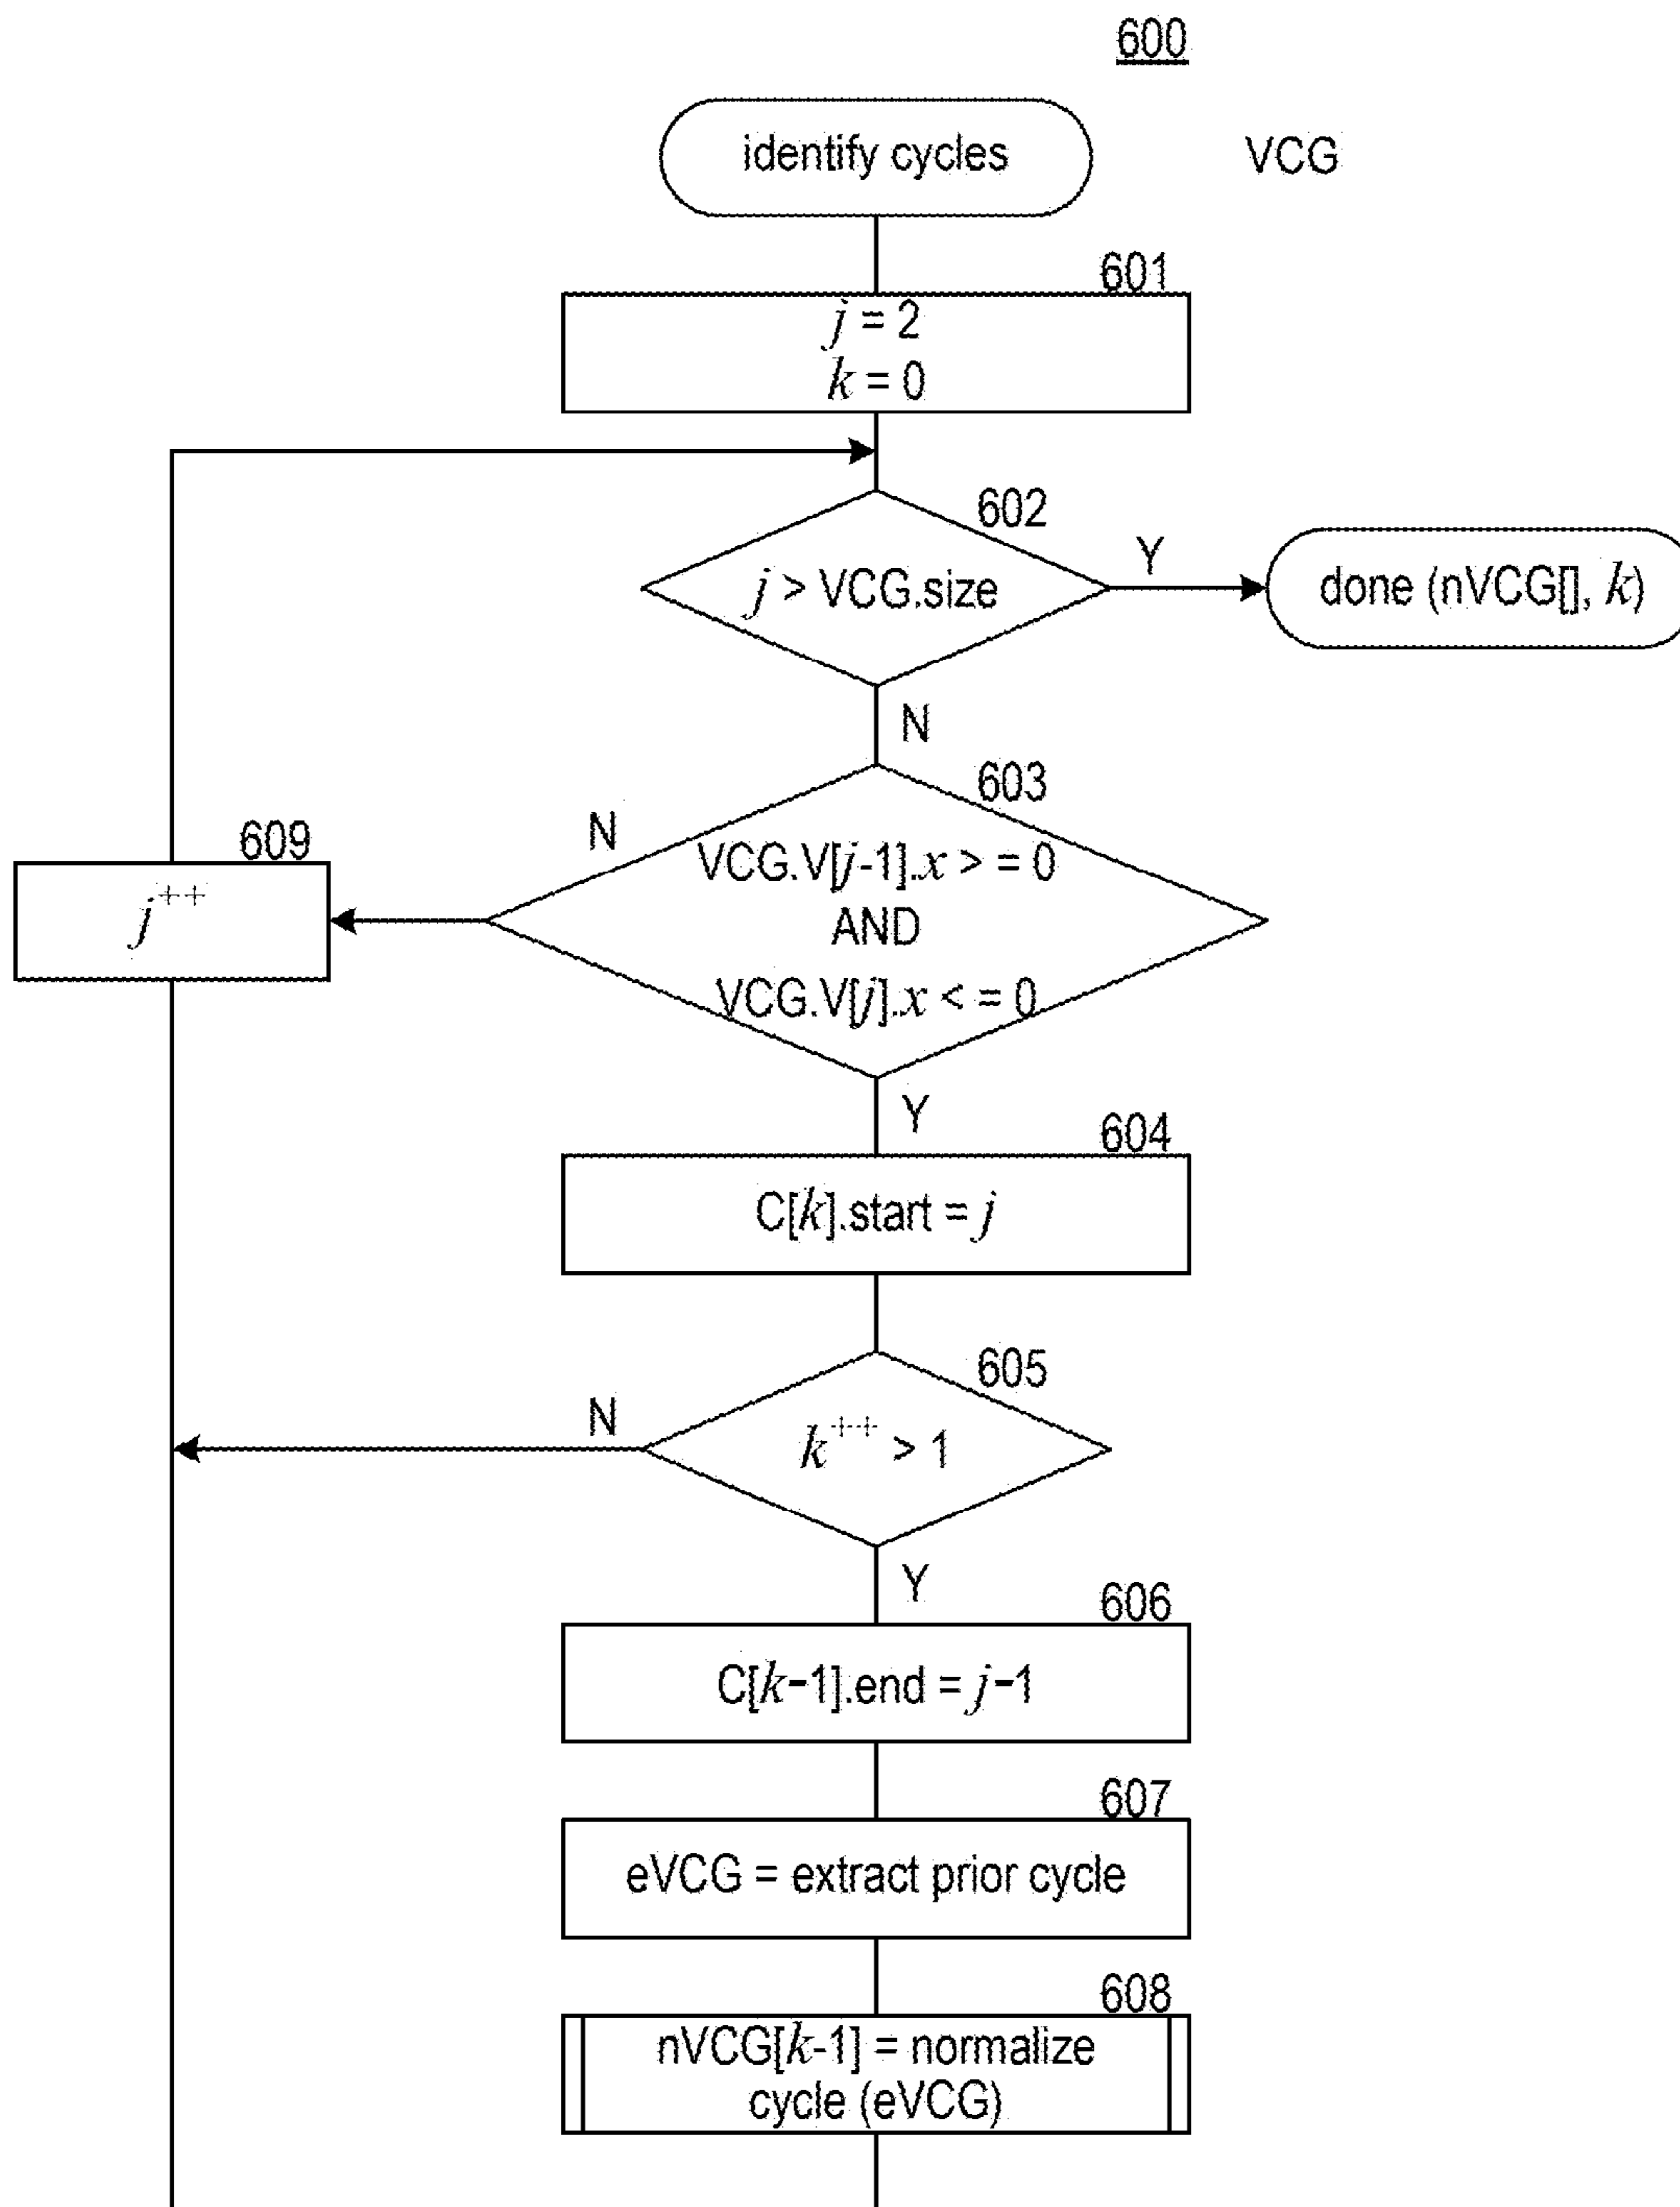 600
identify cycles
VCG
601
j = 2
k = 0
602
j > VCG.size
Y
done (nVCG[], k)
N
603
N
VCG.V[j-1].x > = 0
AND
VCG.V[j].x < = 0
609
j++
Y
604
C[k].start = j
605
N
k++ > 1
Y
606
C[k-1].end = j-1
607
eVCG = extract prior cycle
608
nVCG[k-1] = normalize
cycle (eVCG)